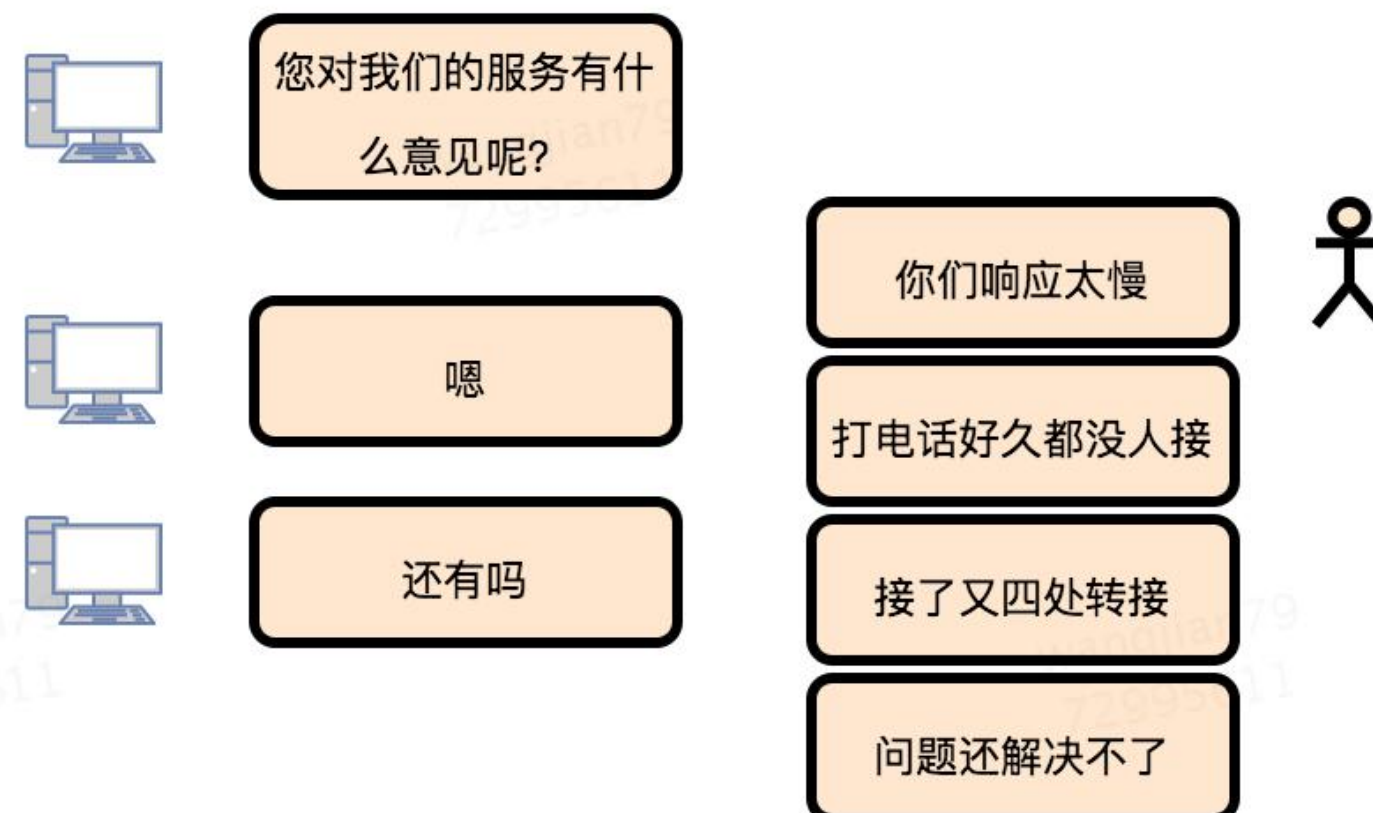 您对我们的服务有什
么意见呢?
你们响应太慢
嗯
打电话好久都没人接
还有吗
接了又四处转接
问题还解决不了